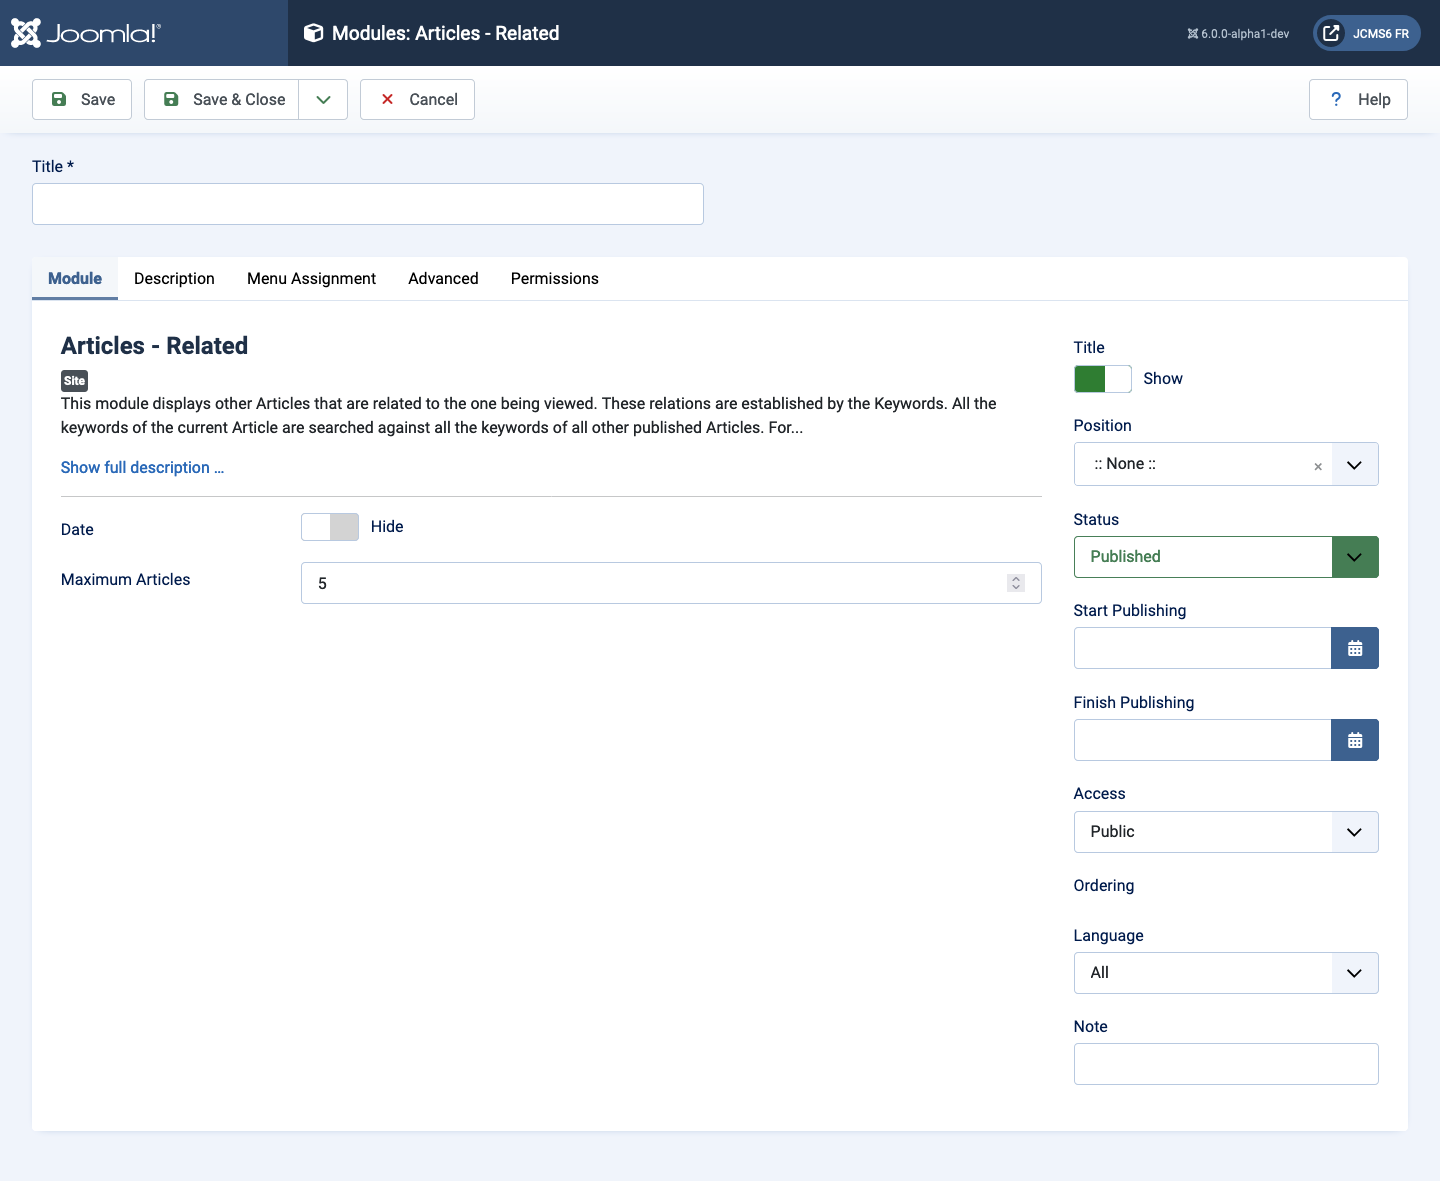 Joomla!® Modules: Articles - Related 6.0.0-alpha1-dev JCMS6 FR
Save Save & Close Cancel ? Help
Title *
Module Description Menu Assignment Advanced Permissions
Articles - Related
Site
This module displays other Articles that are related to the one being viewed. These relations are established by the Keywords. All the
keywords of the current Article are searched against all the keywords of all other published Articles. For...
Show full description ...
Date Hide
Maximum Articles 5
Title
Show
Position
:: None :: ×
Status
Published
Start Publishing
Finish Publishing
Access
Public
Ordering
Language
All
Note